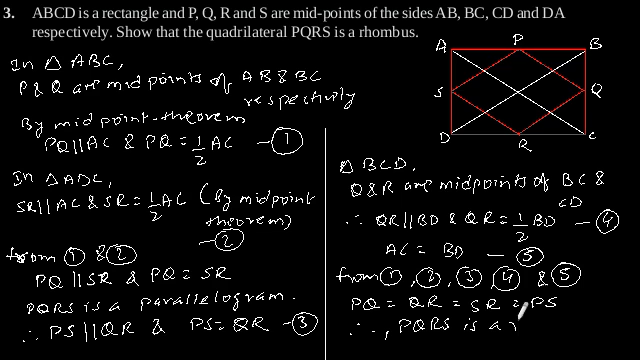 3. ABCD is a rectangle and P, Q, R and S are mid-points of the sides AB, BC, CD and DA
respectively. Show that the quadrilateral PQRS is a rhombus.
In △ ABC,
P & Q are mid points of AB & BC
respectively
By mid point-theorem
PQ || AC & PQ = 1/2 AC — ①
In △ADC,
SR || AC & SR = 1/2 AC (By midpoint
theorem)
— ②
from ① & ②
PQ || SR & PQ = SR
PQRS is a parallelogram.
∴ PS || QR & PS = QR — ③
A P B
S Q
D R C
△ BCD,
Q & R are midpoints of BC &
CD
∴ QR || BD & QR = 1/2 BD — ④
AC = BD — ⑤
from ①, ②, ③, ④ & ⑤
PQ = QR = SR = PS
∴, PQRS is a r